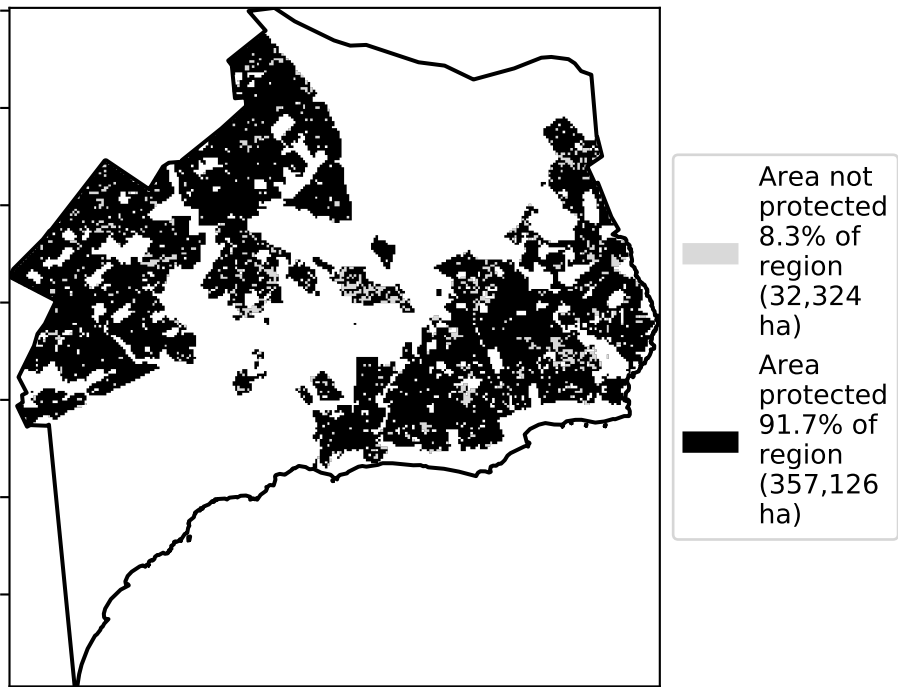 Area not
protected
8.3% of
region
(32,324
ha)
Area
protected
91.7% of
region
(357,126
ha)